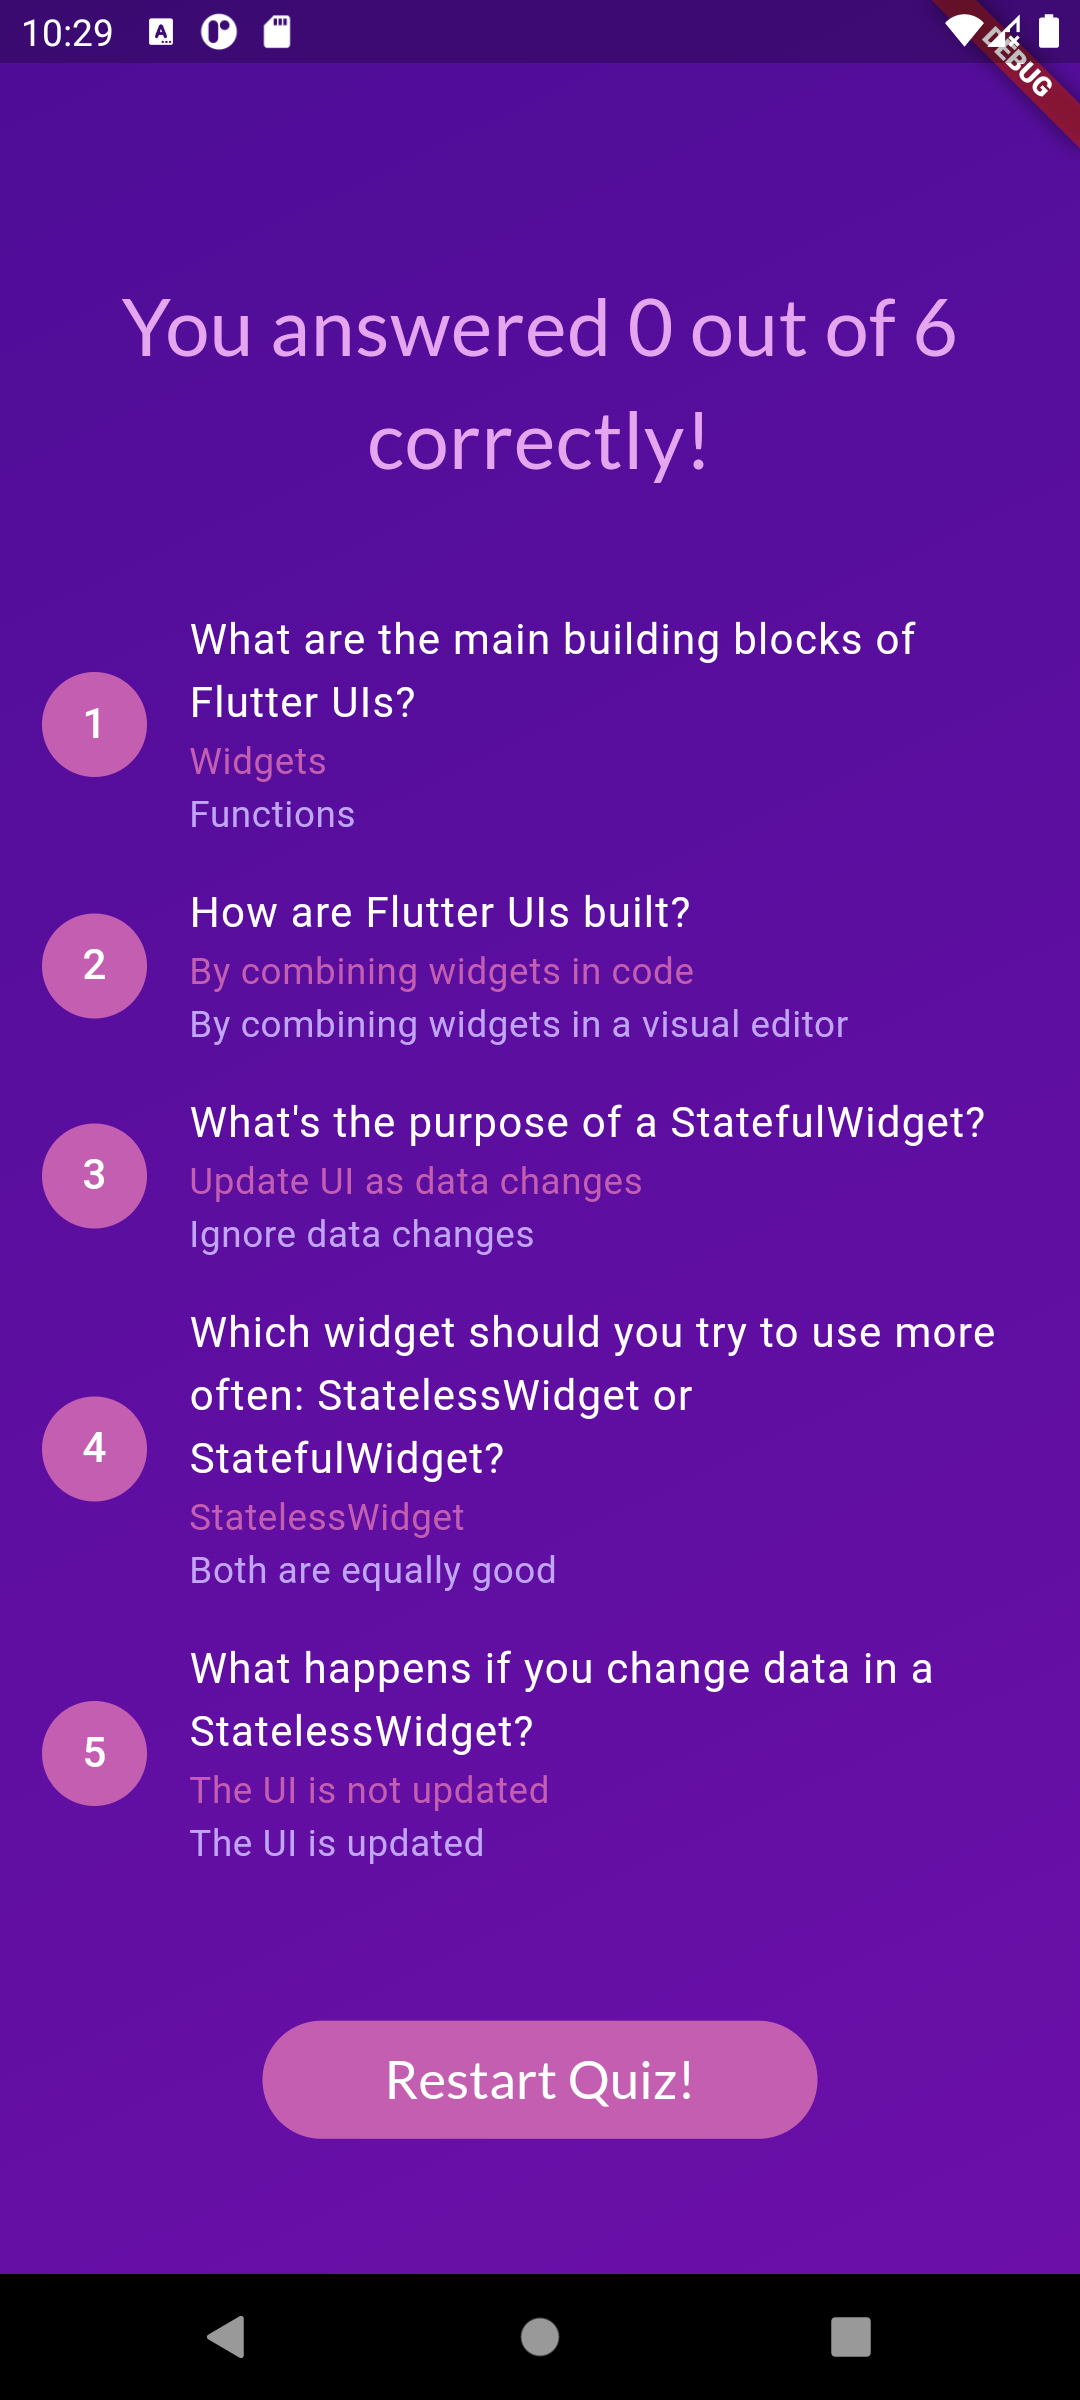 10:29
DEBUG
You answered 0 out of 6
correctly!
What are the main building blocks of
Flutter UIs?
1
Widgets
Functions
How are Flutter UIs built?
2
By combining widgets in code
By combining widgets in a visual editor
What's the purpose of a StatefulWidget?
3
Update UI as data changes
Ignore data changes
Which widget should you try to use more
often: StatelessWidget or
4
StatefulWidget?
StatelessWidget
Both are equally good
What happens if you change data in a
StatelessWidget?
5
The UI is not updated
The UI is updated
Restart Quiz!